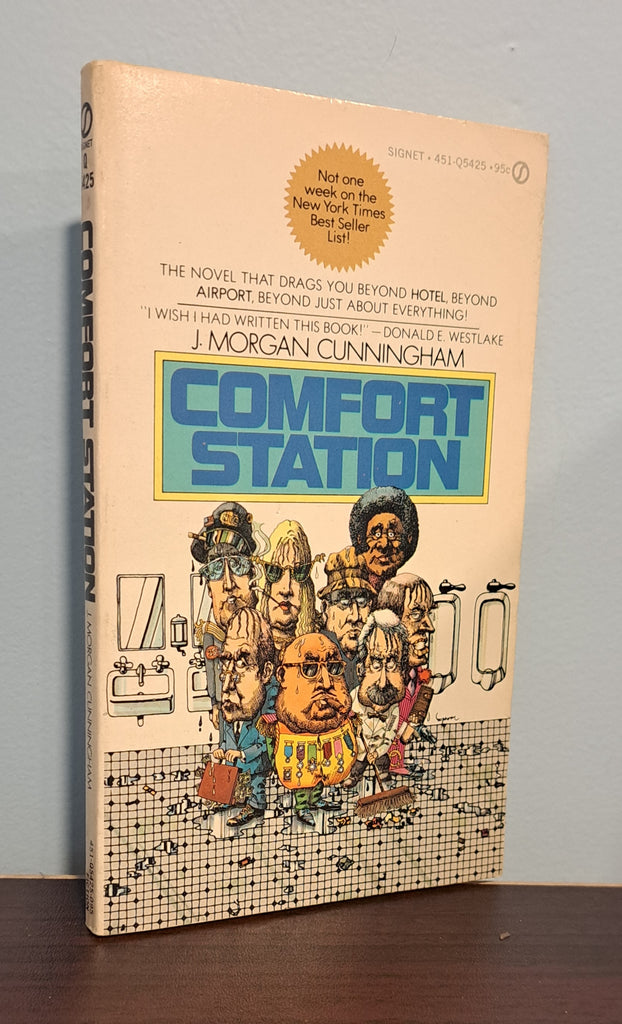 SIGNET • 451-Q5425 • 95c
Not one
week on the
New York Times
Best Seller
List!
THE NOVEL THAT DRAGS YOU BEYOND HOTEL, BEYOND
AIRPORT, BEYOND JUST ABOUT EVERYTHING!
"I WISH I HAD WRITTEN THIS BOOK!" — DONALD E. WESTLAKE
J. MORGAN CUNNINGHAM
COMFORT
STATION
SIGNET
Q
COMFORT STATION
J. MORGAN CUNNINGHAM